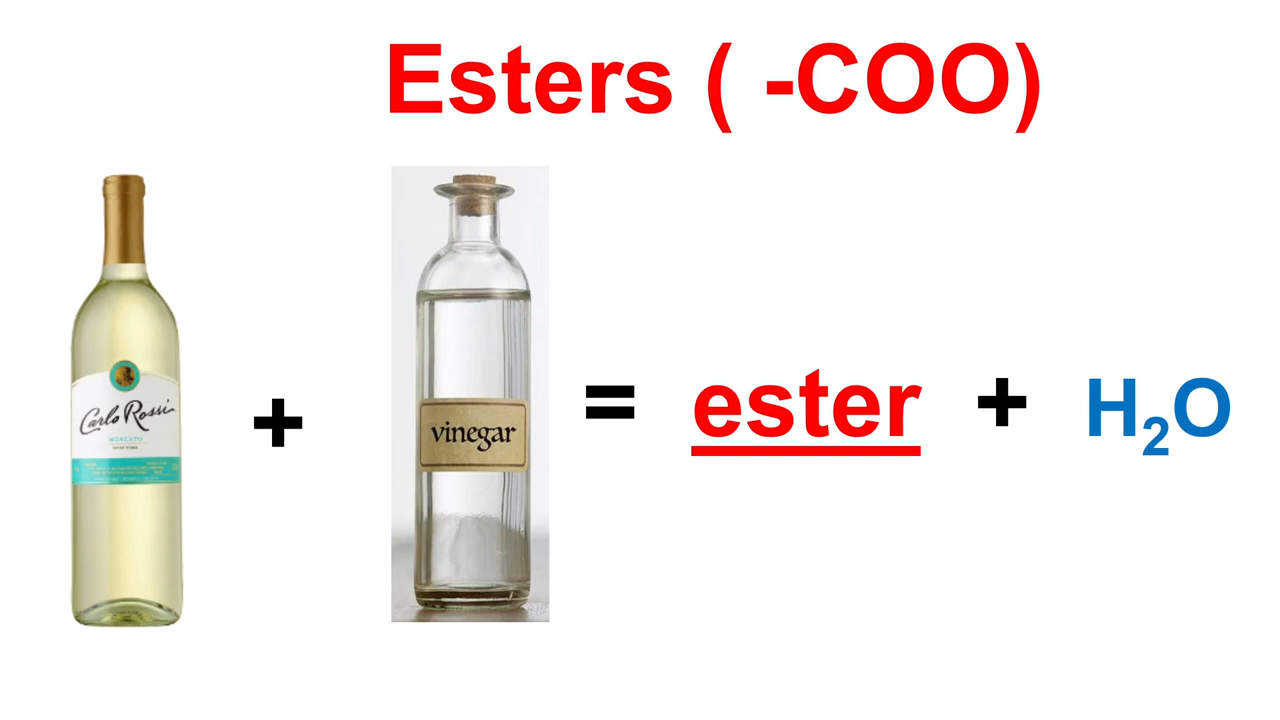 Esters ( -COO)
Carlo Rossi
MOSCATO
vinegar
+
= ester + H₂O